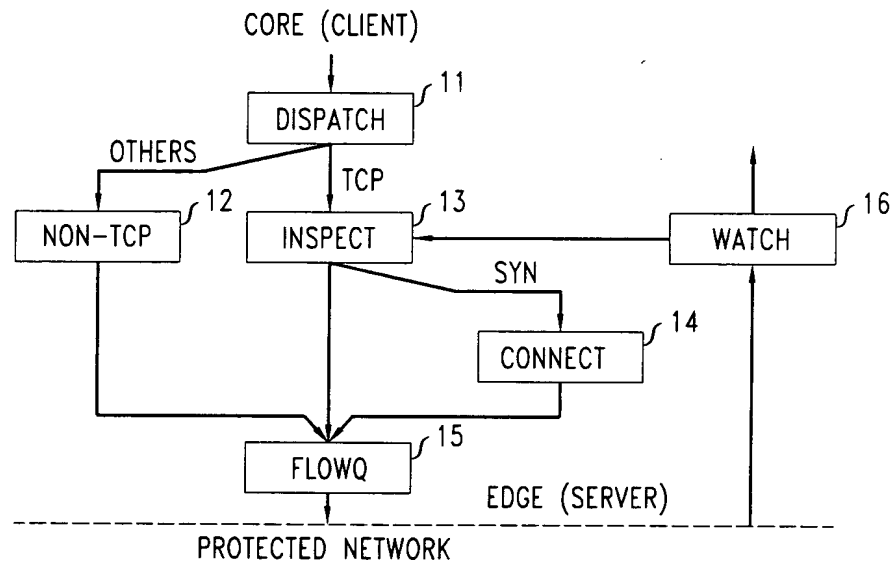 CORE (CLIENT)
11
DISPATCH
OTHERS
TCP
12
13
16
NON-TCP
INSPECT
WATCH
SYN
14
CONNECT
15
FLOWQ
EDGE (SERVER)
PROTECTED NETWORK